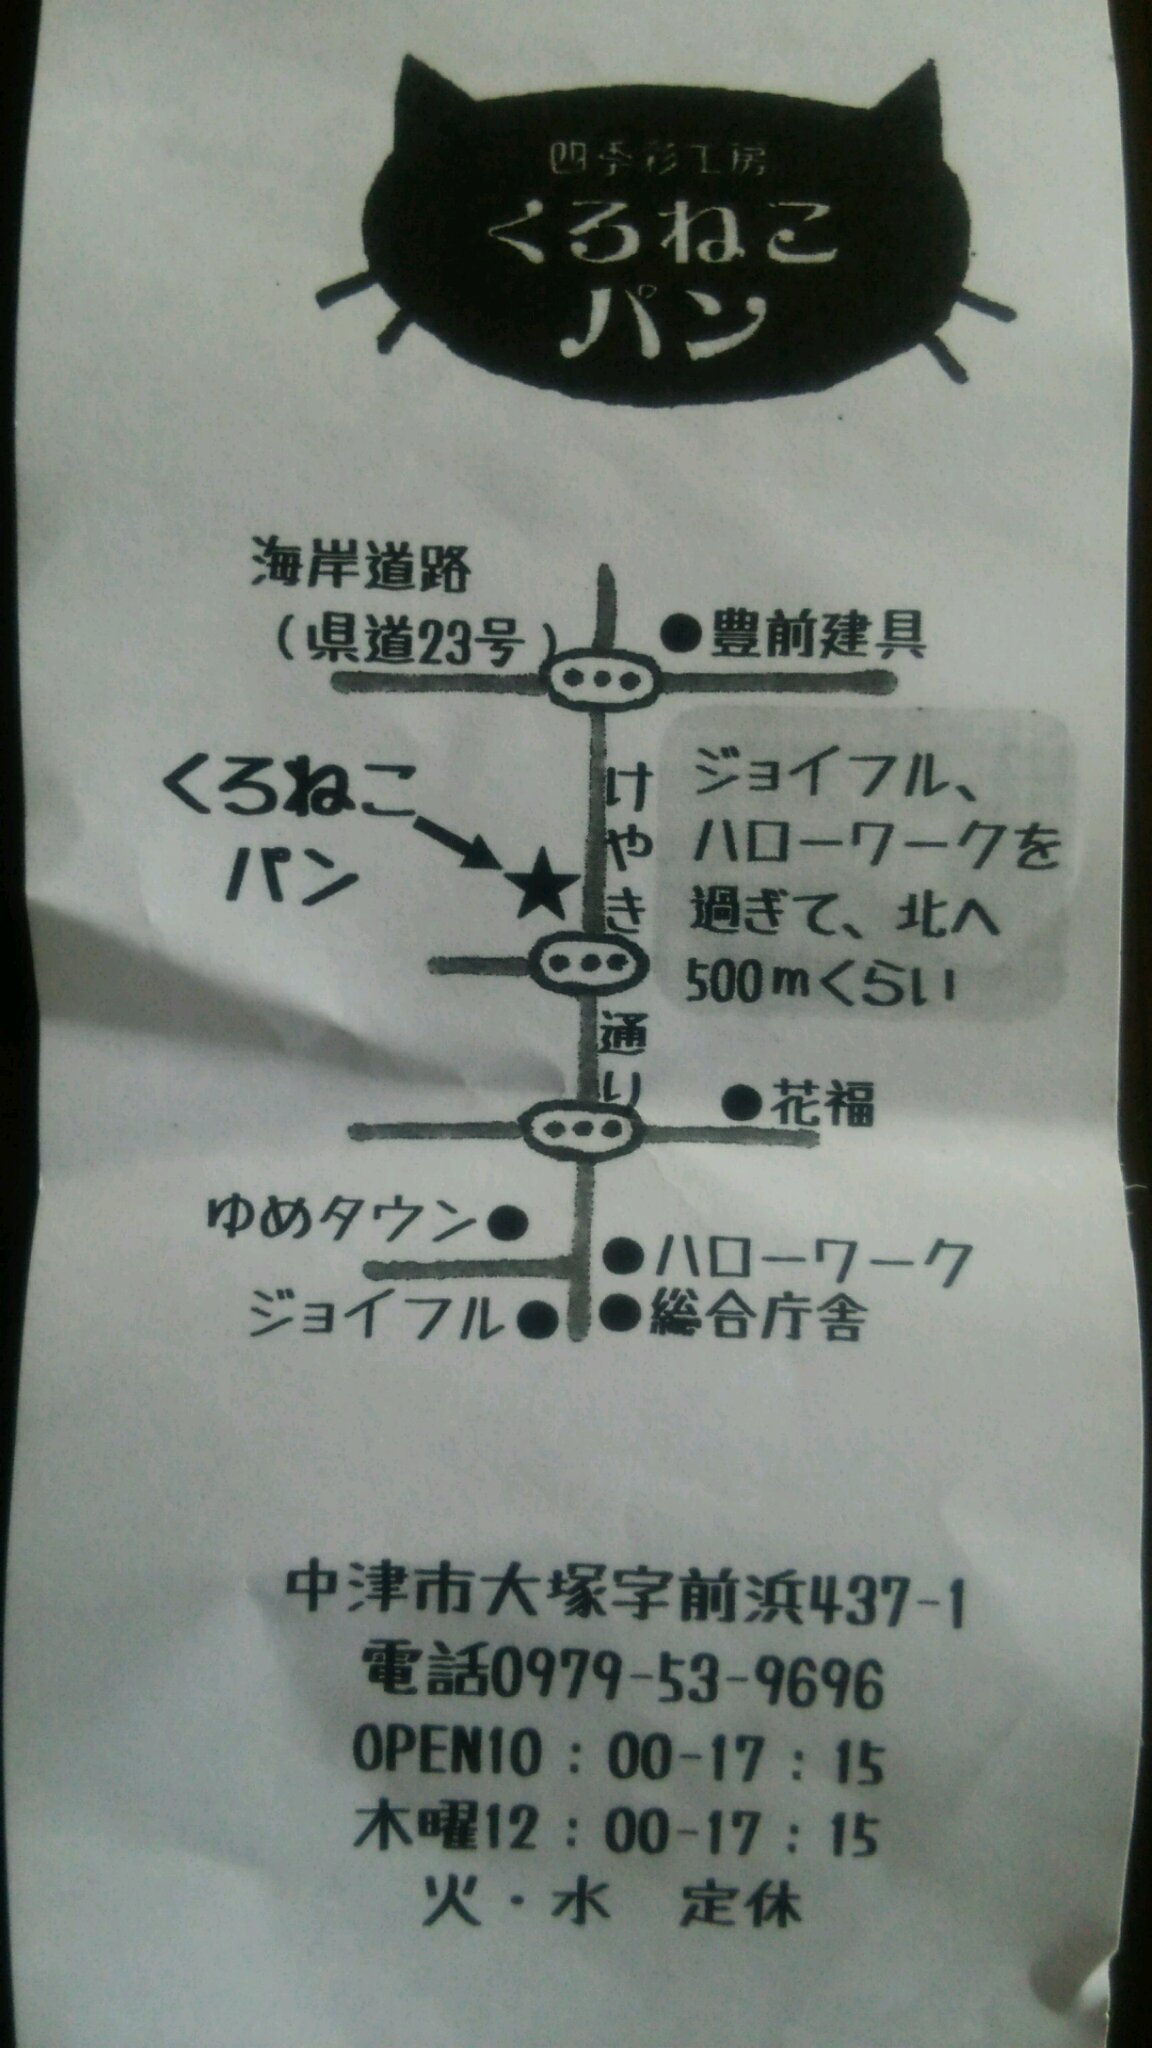 四季彩工房
くろねこ
パン
海岸道路
(県道23号)
●豊前建具
くろねこ
パン
けやき通り
ジョイフル、
ハローワークを
過ぎて、北へ
500mくらい
●花福
ゆめタウン●
●ハローワーク
ジョイフル●
●総合庁舎
中津市大塚字前浜437-1
電話0979-53-9696
OPEN10:00-17:15
木曜12:00-17:15
火・水 定休